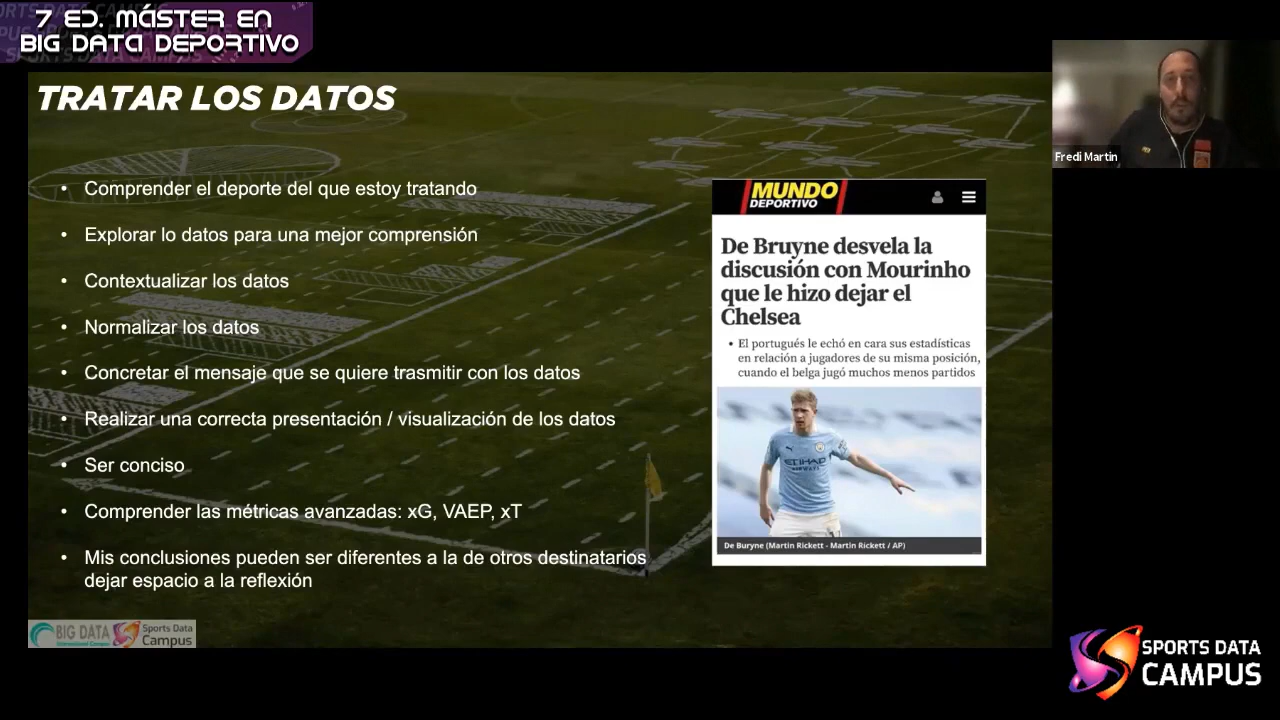 7 ED. MÁSTER EN
BIG DATA DEPORTIVO
TRATAR LOS DATOS
• Comprender el deporte del que estoy tratando
• Explorar lo datos para una mejor comprensión
• Contextualizar los datos
• Normalizar los datos
• Concretar el mensaje que se quiere trasmitir con los datos
• Realizar una correcta presentación / visualización de los datos
• Ser conciso
• Comprender las métricas avanzadas: xG, VAEP, xT
• Mis conclusiones pueden ser diferentes a la de otros destinatarios
dejar espacio a la reflexión
MUNDO
DEPORTIVO
De Bruyne desvela la
discusión con Mourinho
que le hizo dejar el
Chelsea
• El portugués le echó en cara sus estadísticas
en relación a jugadores de su misma posición,
cuando el belga jugó muchos menos partidos
ETIHAD
AIRWAYS
De Buryne (Martin Rickett - Martin Rickett / AP)
Fredi Martin
BIG DATA
International Campus
Sports Data
Campus
SPORTS DATA
CAMPUS